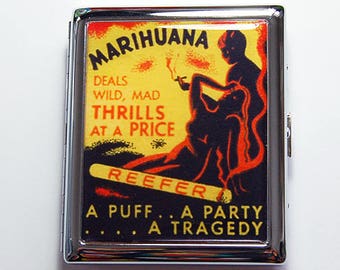 MARIHUANA
DEALS
WILD, MAD
THRILLS
AT A PRICE
REEFER
A PUFF..A PARTY
....A TRAGEDY